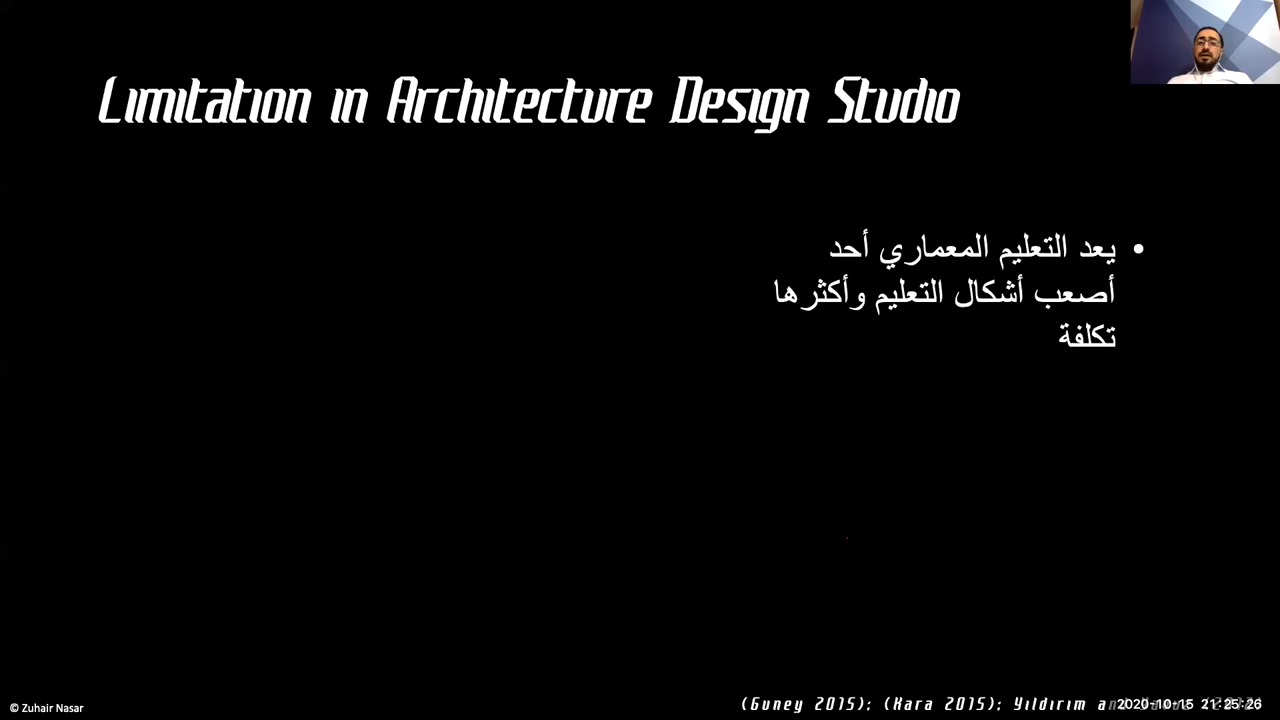 Limitation in Architecture Design Studio
• يعد التعليم المعماري أحد
أصعب أشكال التعليم وأكثرها
تكلفة
© Zuhair Nasar
(Guney 2015); (Kara 2015); Yıldırım
2020-10-15 21:25:26